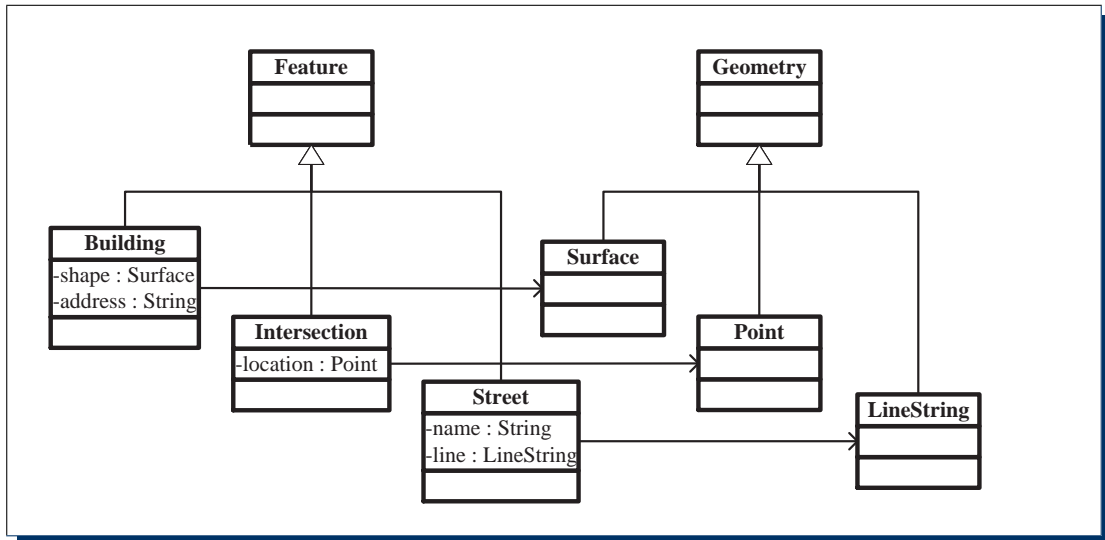 Feature
Geometry
Building
-shape : Surface
-address : String
Surface
Intersection
-location : Point
Point
Street
-name : String
-line : LineString
LineString